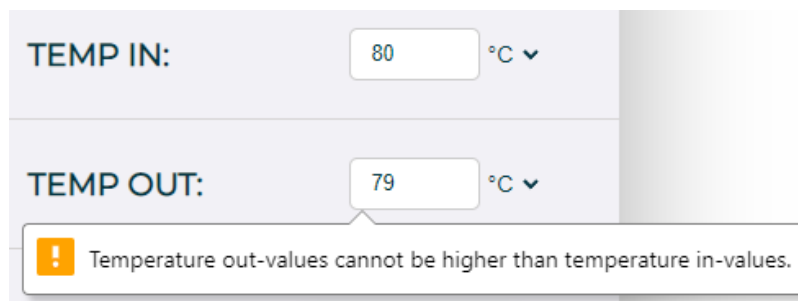 TEMP IN: 80 °C
TEMP OUT: 79 °C
! Temperature out-values cannot be higher than temperature in-values.